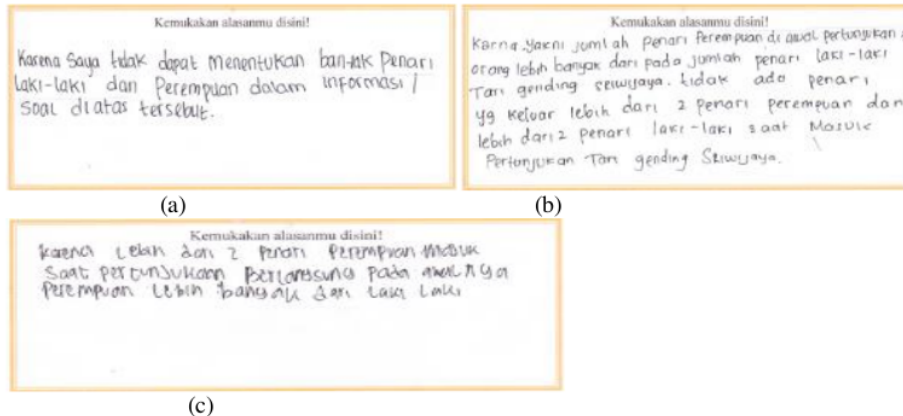 Kemukakan alasanmu disini!
Karena Saya tidak dapat menentukan banyak Penari
Laki-laki dan Perempuan dalam informasi /
Soal diatas tersebut.
(a)
Kemukakan alasanmu disini!
Karna yakni jumlah penari Perempuan di awal pertunjukan
orang lebih banyak dari pada jumlah penari laki-laki
Tari gending seiwijaya. tidak ada penari
yg keluar lebih dari 2 penari perempuan dan
lebih dari 2 penari laki-laki saat Masuk
Pertunjukan Tari gending Sriwijaya.
(b)
Kemukakan alasanmu disini!
karena Lebih dari 2 Penari Perempuan masuk
Saat pertunjukan Berlangsung Pada awalnya
Perempuan Lebih banyak dari Laki Laki
(c)